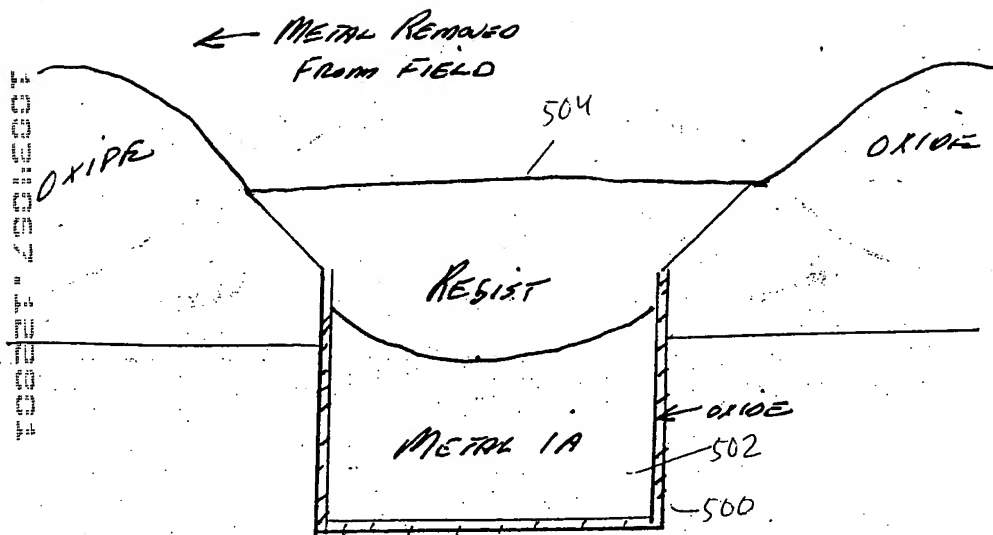 ← METAL REMOVED
FROM FIELD
504
OXIDE
OXIDE
RESIST
OXIDE
METAL 1A
502
500